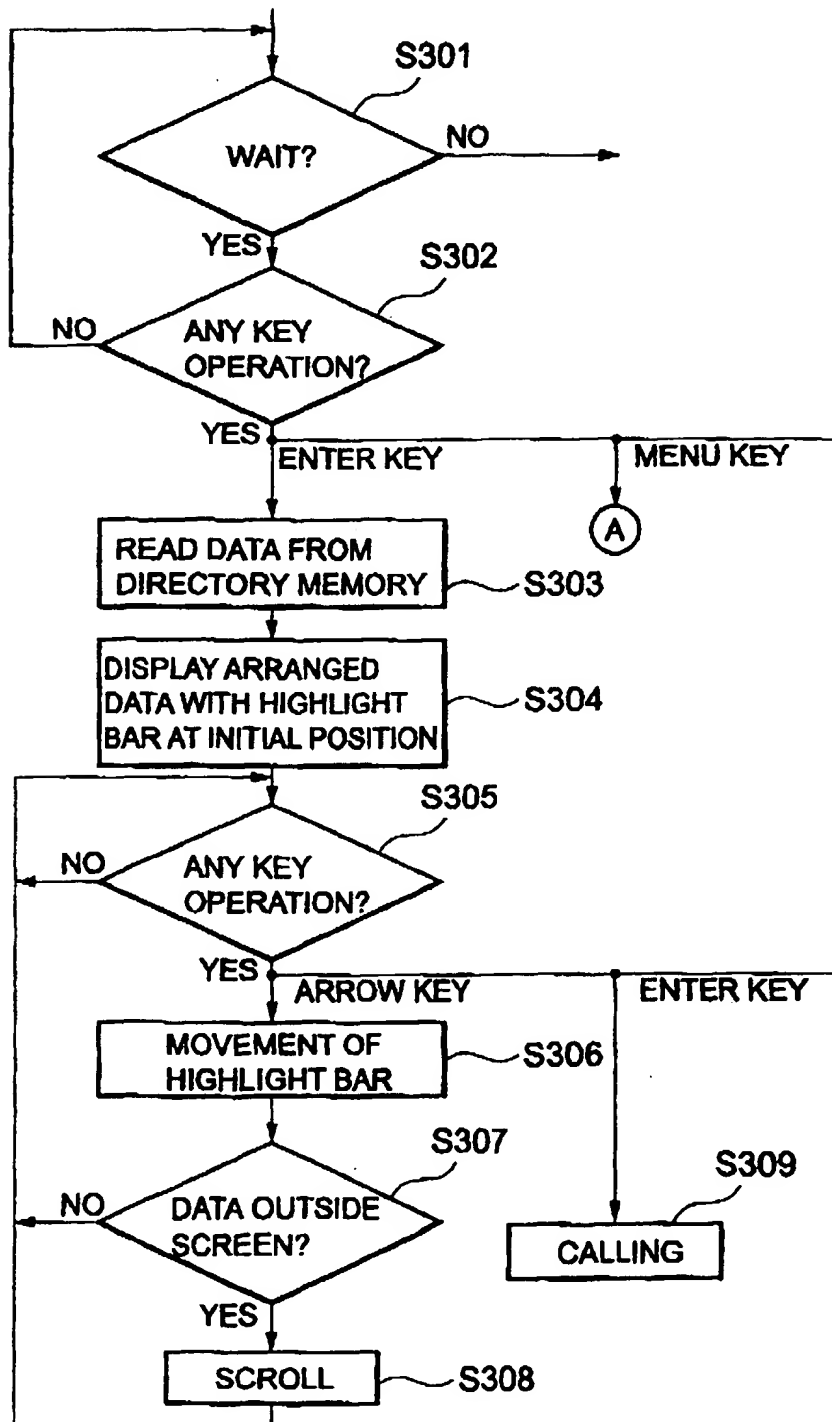 S301
WAIT?
NO
YES
S302
NO
ANY KEY
OPERATION?
YES
ENTER KEY
MENU KEY
A
READ DATA FROM
DIRECTORY MEMORY
S303
DISPLAY ARRANGED
DATA WITH HIGHLIGHT
BAR AT INITIAL POSITION
S304
S305
NO
ANY KEY
OPERATION?
YES
ARROW KEY
ENTER KEY
MOVEMENT OF
HIGHLIGHT BAR
S306
S307
NO
DATA OUTSIDE
SCREEN?
S309
CALLING
YES
SCROLL
S308